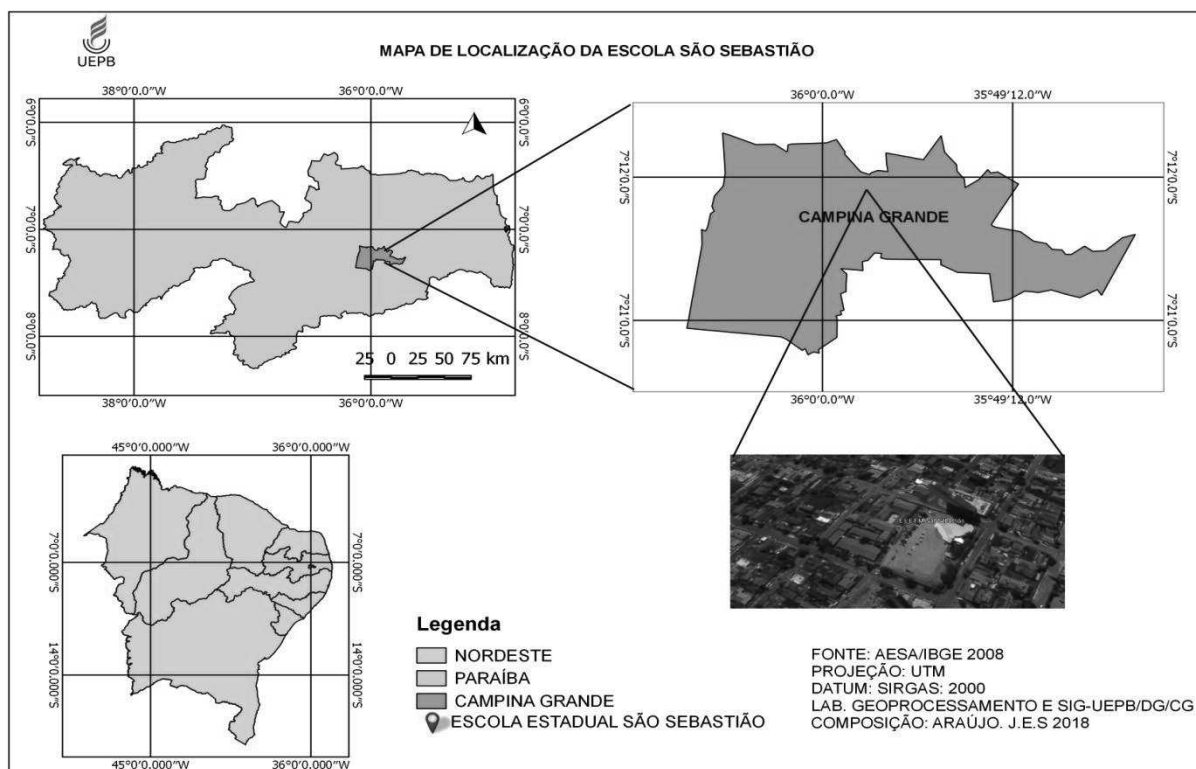 UEPB
MAPA DE LOCALIZAÇÃO DA ESCOLA SÃO SEBASTIÃO
38°0'0.0"W 36°0'0.0"W
6°0'0.0"S 6°0'0.0"S
7°0'0.0"S 7°0'0.0"S
8°0'0.0"S 8°0'0.0"S
25 0 25 50 75 km
38°0'0.0"W 36°0'0.0"W
36°0'0.0"W 35°49'12.0"W
7°12'0.0"S 7°12'0.0"S
CAMPINA GRANDE
7°21'0.0"S 7°21'0.0"S
36°0'0.0"W 35°49'12.0"W
45°0'0.000"W 36°0'0.000"W
7°0'0.000"S 7°0'0.000"S
14°0'0.000"S 14°0'0.000"S
45°0'0.000"W 36°0'0.000"W
Legenda
NORDESTE
PARAÍBA
CAMPINA GRANDE
ESCOLA ESTADUAL SÃO SEBASTIÃO
FONTE: AESA/IBGE 2008
PROJEÇÃO: UTM
DATUM: SIRGAS: 2000
LAB. GEOPROCESSAMENTO E SIG-UEPB/DG/CG
COMPOSIÇÃO: ARAÚJO. J.E.S 2018